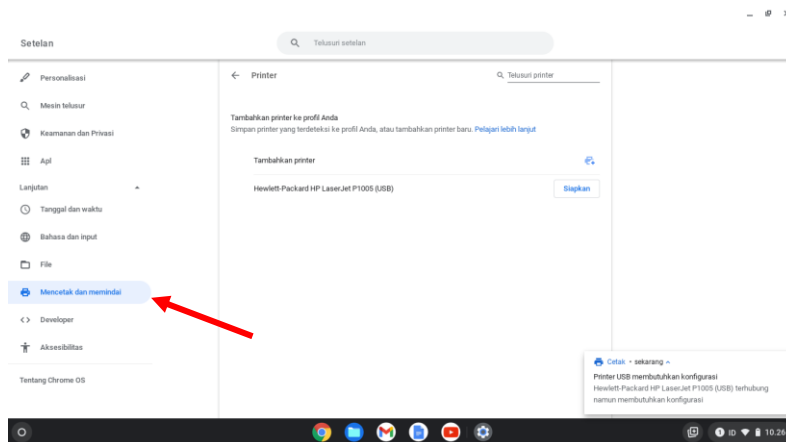 Setelan
Telusuri setelan
Personalisasi
Mesin telusur
Keamanan dan Privasi
Apl
Lanjutan
Tanggal dan waktu
Bahasa dan input
File
Mencetak dan memindai
Developer
Aksesibilitas
Tentang Chrome OS
Printer
Telusuri printer
Tambahkan printer ke profil Anda
Simpan printer yang terdeteksi ke profil Anda, atau tambahkan printer baru. Pelajari lebih lanjut
Tambahkan printer
Hewlett-Packard HP LaserJet P1005 (USB)
Siapkan
Cetak • sekarang
Printer USB membutuhkan konfigurasi
Hewlett-Packard HP LaserJet P1005 (USB) terhubung
namun membutuhkan konfigurasi
1 ID 10.26